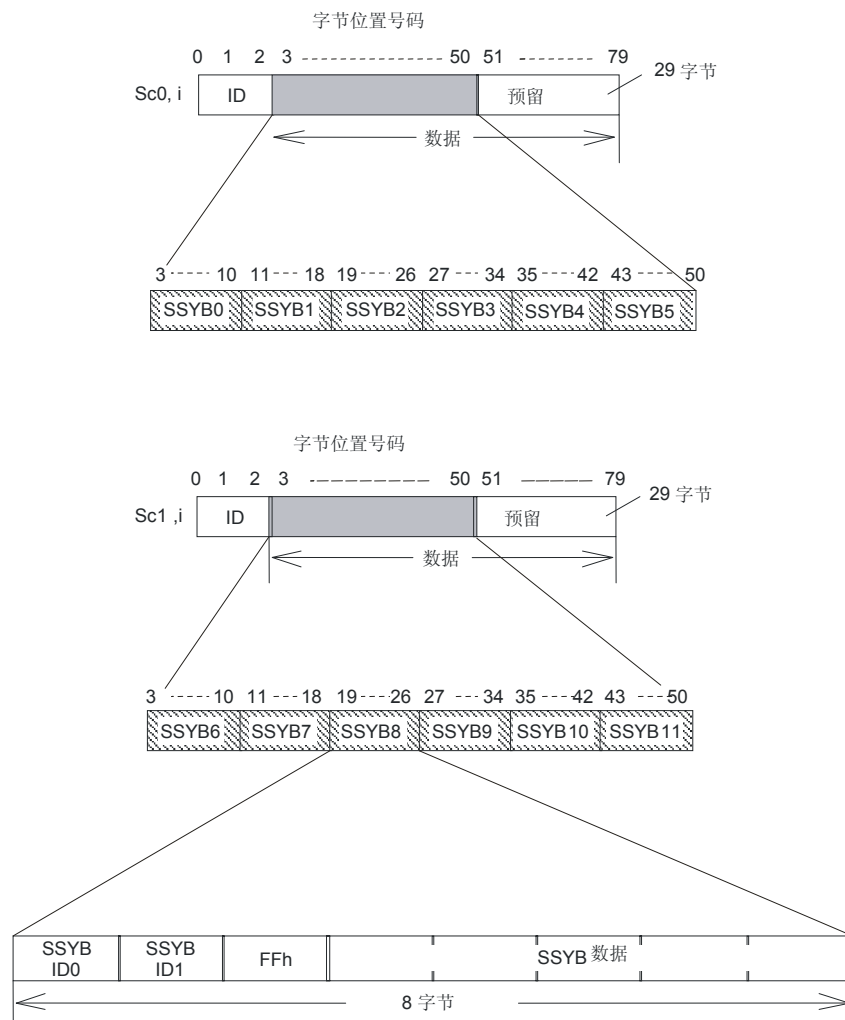 字节位置号码
0 1 2 3 ---------------------- 50 51 -------- 79
29 字节
Sc0, i ID 预留
数据
3 ----- 10 11 ---- 18 19 ---- 26 27 ---- 34 35 ---- 42 43 ----- 50
SSYB0 SSYB1 SSYB2 SSYB3 SSYB4 SSYB5
字节位置号码
0 1 2 3 ---------- 50 51 ------ 79
29 字节
Sc1 ,i ID 预留
数据
3 ----- 10 11 ---- 18 19 ---- 26 27 ---- 34 35 ---- 42 43 ---- 50
SSYB6 SSYB7 SSYB8 SSYB9 SSYB10 SSYB11
SSYB ID0 SSYB ID1 FFh SSYB 数据
8 字节